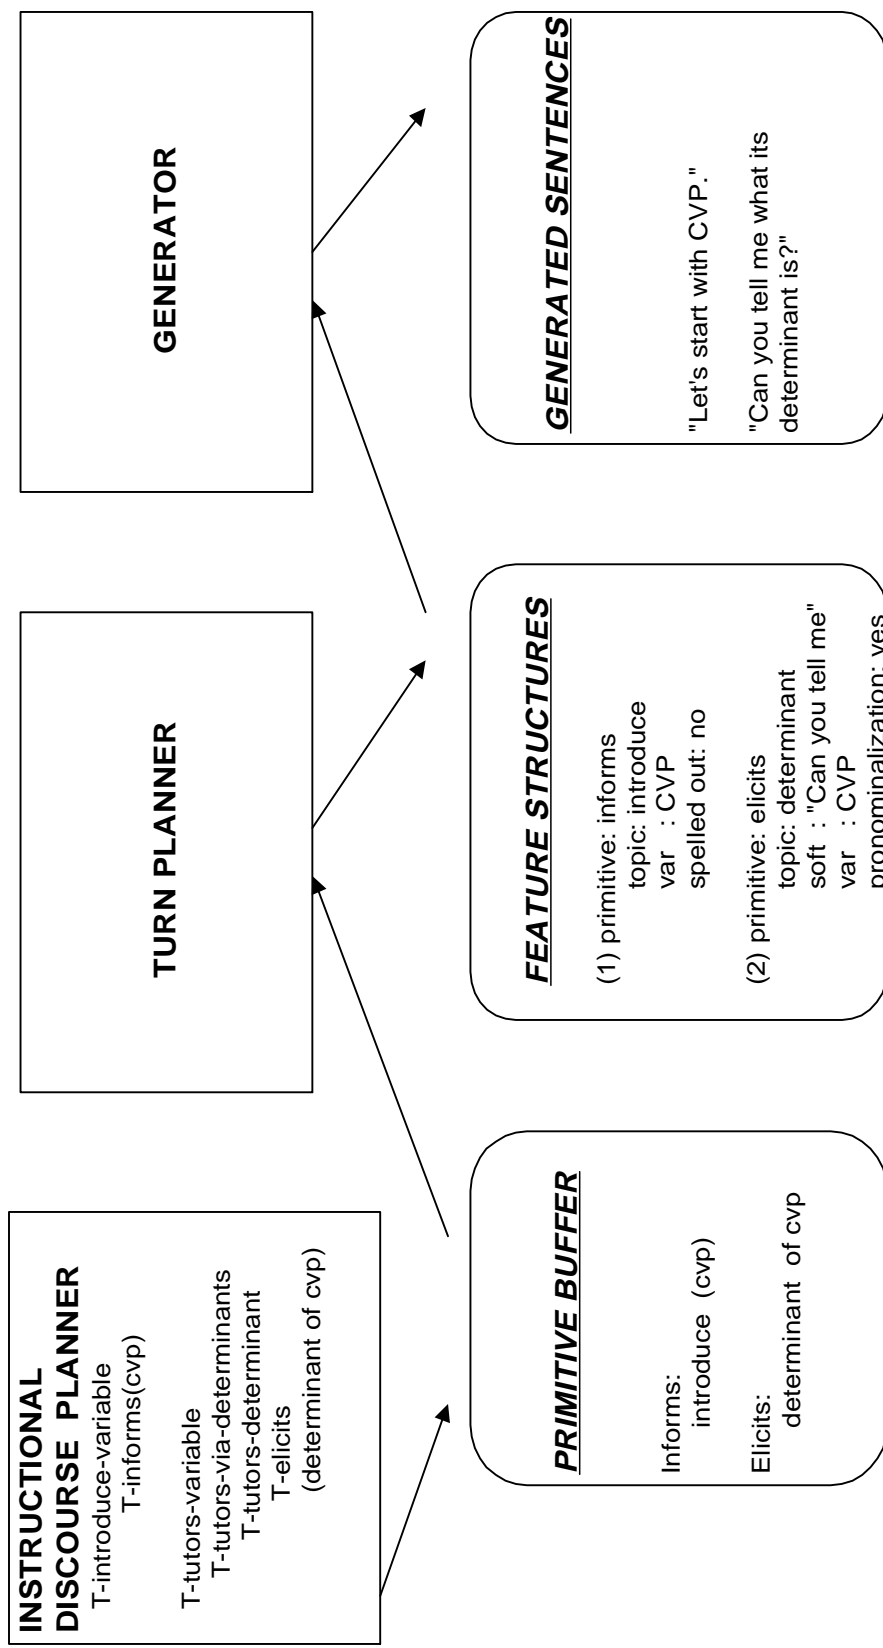 INSTRUCTIONAL
DISCOURSE PLANNER
T-introduce-variable
T-informs(cvp)
T-tutors-variable
T-tutors-via-determinants
T-tutors-determinant
T-elicits
(determinant of cvp)
PRIMITIVE BUFFER
Informs:
introduce (cvp)
Elicits:
determinant of cvp
TURN PLANNER
FEATURE STRUCTURES
(1) primitive: informs
topic: introduce
var : CVP
spelled out: no
(2) primitive: elicits
topic: determinant
soft : "Can you tell me"
var : CVP
pronominalization: yes
GENERATOR
GENERATED SENTENCES
"Let's start with CVP."
"Can you tell me what its
determinant is?"